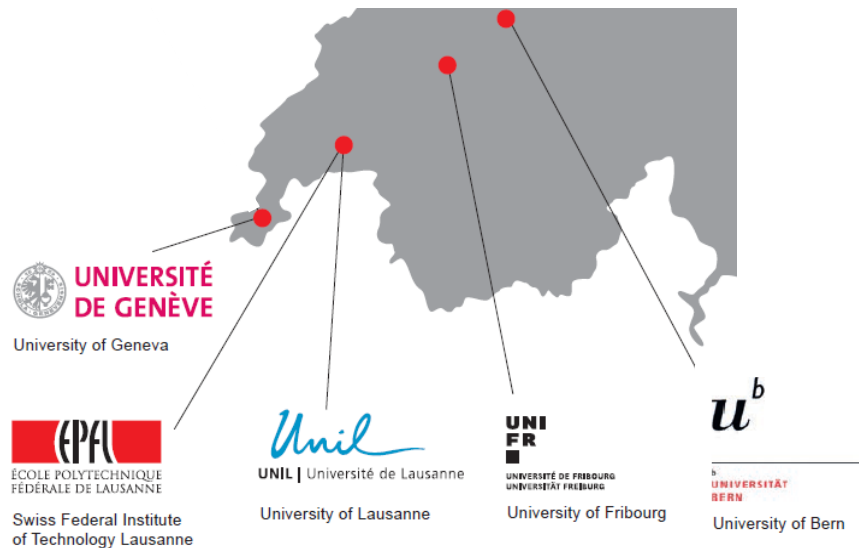 UNIVERSITÉ
DE GENÈVE
University of Geneva
EPFL
ÉCOLE POLYTECHNIQUE
FÉDÉRALE DE LAUSANNE
Swiss Federal Institute
of Technology Lausanne
Unil
UNIL | Université de Lausanne
University of Lausanne
UNI
FR
UNIVERSITÉ DE FRIBOURG
UNIVERSITÄT FREIBURG
University of Fribourg
u b
b
UNIVERSITÄT
BERN
University of Bern